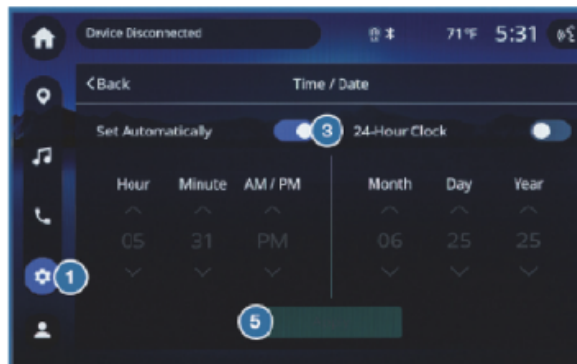 Device Disconnected 71°F 5:31
<Back Time / Date
Set Automatically 3 24-Hour Clock
Hour Minute AM / PM Month Day Year
05 31 PM 06 25 25
1
5